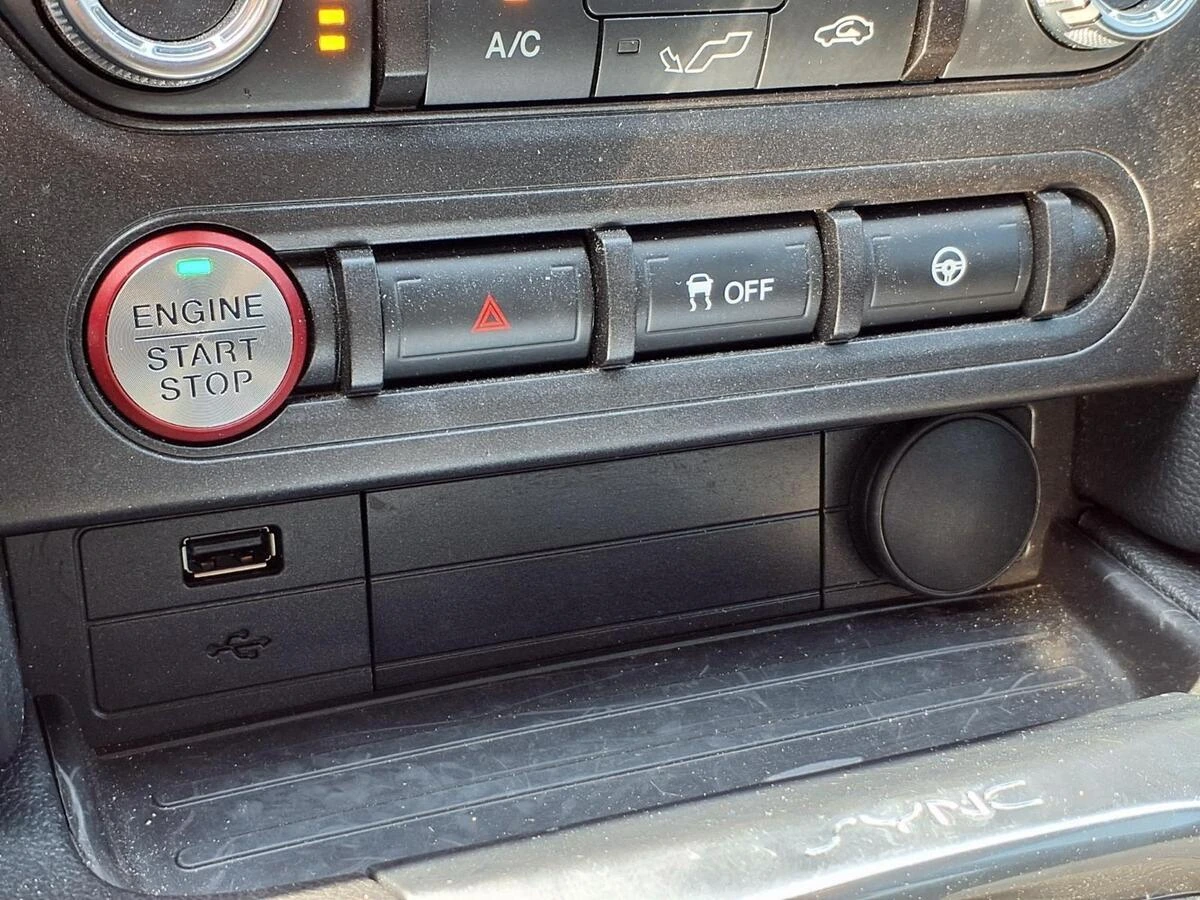 A/C
ENGINE
START
STOP
OFF
SYNC